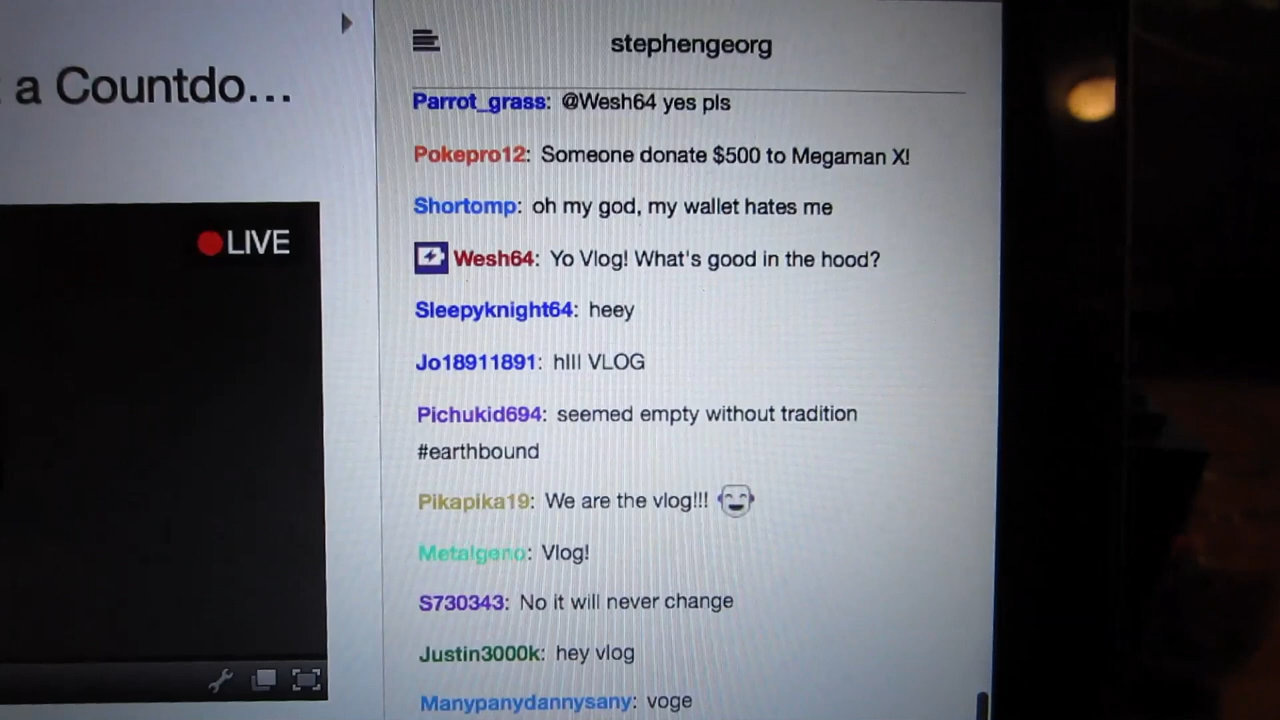 stephengeorg
a Countdo...
Parrot_grass: @Wesh64 yes pls
Pokepro12: Someone donate $500 to Megaman X!
Shortomp: oh my god, my wallet hates me
LIVE
Wesh64: Yo Vlog! What's good in the hood?
Sleepyknight64: heey
Jo18911891: hIII VLOG
Pichukid694: seemed empty without tradition
#earthbound
Pikapika19: We are the vlog!!!
Metalgeno: Vlog!
S730343: No it will never change
Justin3000k: hey vlog
Manypanydannysany: voge